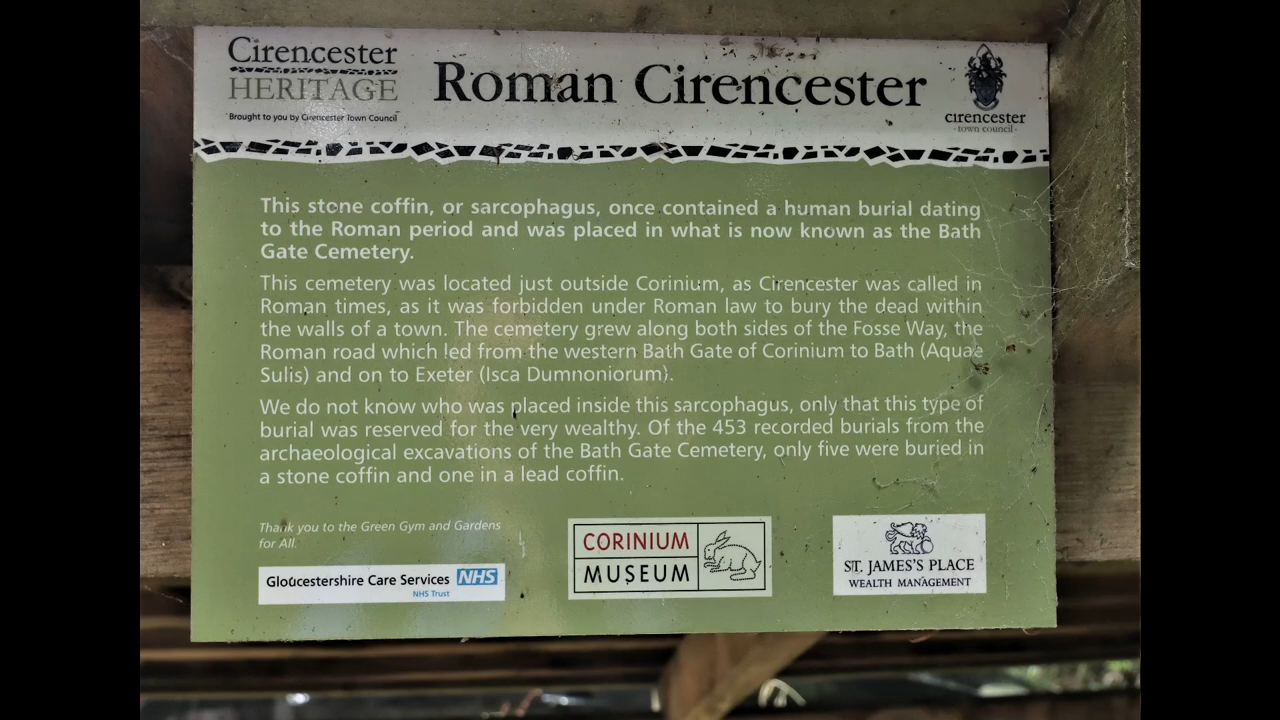 Cirencester
HERITAGE
Brought to you by Cirencester Town Council
Roman Cirencester
cirencester
- town council -
This stone coffin, or sarcophagus, once contained a human burial dating
to the Roman period and was placed in what is now known as the Bath
Gate Cemetery.
This cemetery was located just outside Corinium, as Cirencester was called in
Roman times, as it was forbidden under Roman law to bury the dead within
the walls of a town. The cemetery grew along both sides of the Fosse Way, the
Roman road which led from the western Bath Gate of Corinium to Bath (Aquae
Sulis) and on to Exeter (Isca Dumnoniorum).
We do not know who was placed inside this sarcophagus, only that this type of
burial was reserved for the very wealthy. Of the 453 recorded burials from the
archaeological excavations of the Bath Gate Cemetery, only five were buried in
a stone coffin and one in a lead coffin.
Thank you to the Green Gym and Gardens
for All.
Gloucestershire Care Services NHS
NHS Trust
CORINIUM
MUSEUM
ST. JAMES'S PLACE
WEALTH MANAGEMENT